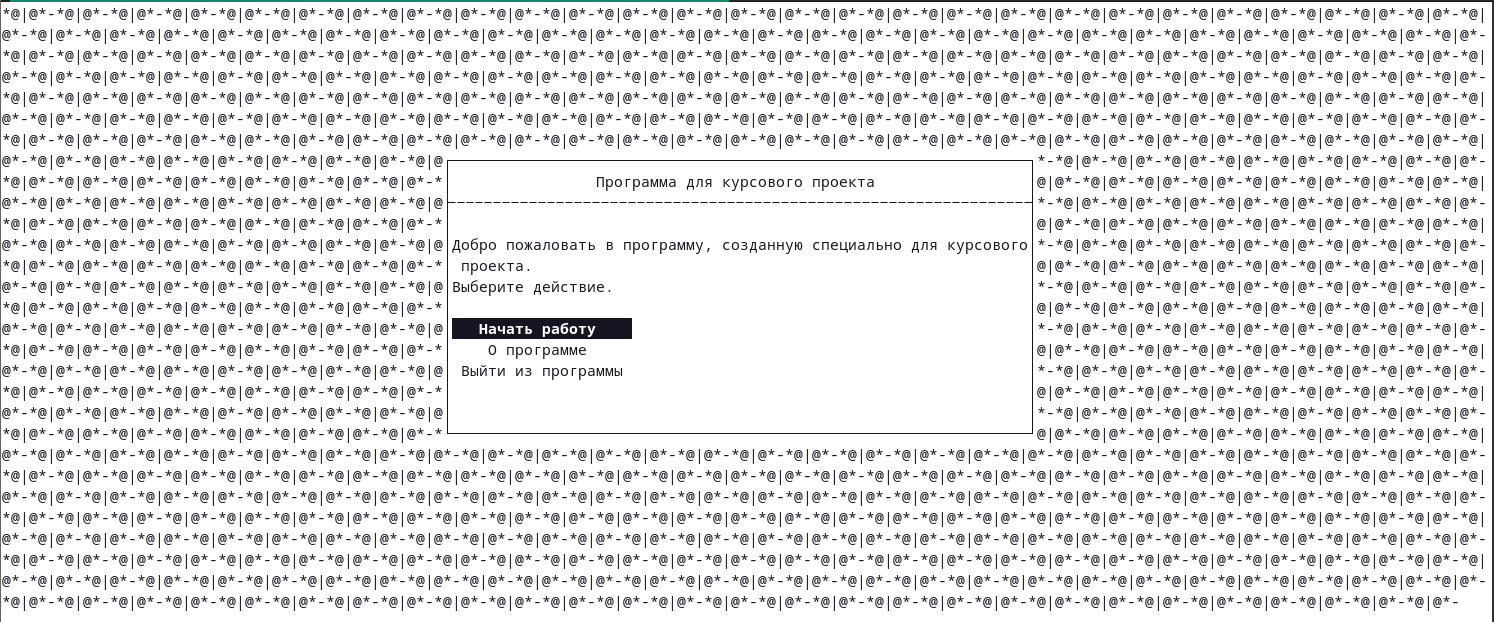 Программа для курсового проекта
Добро пожаловать в программу, созданную специально для курсового
проекта.
Выберите действие.
Начать работу
О программе
Выйти из программы